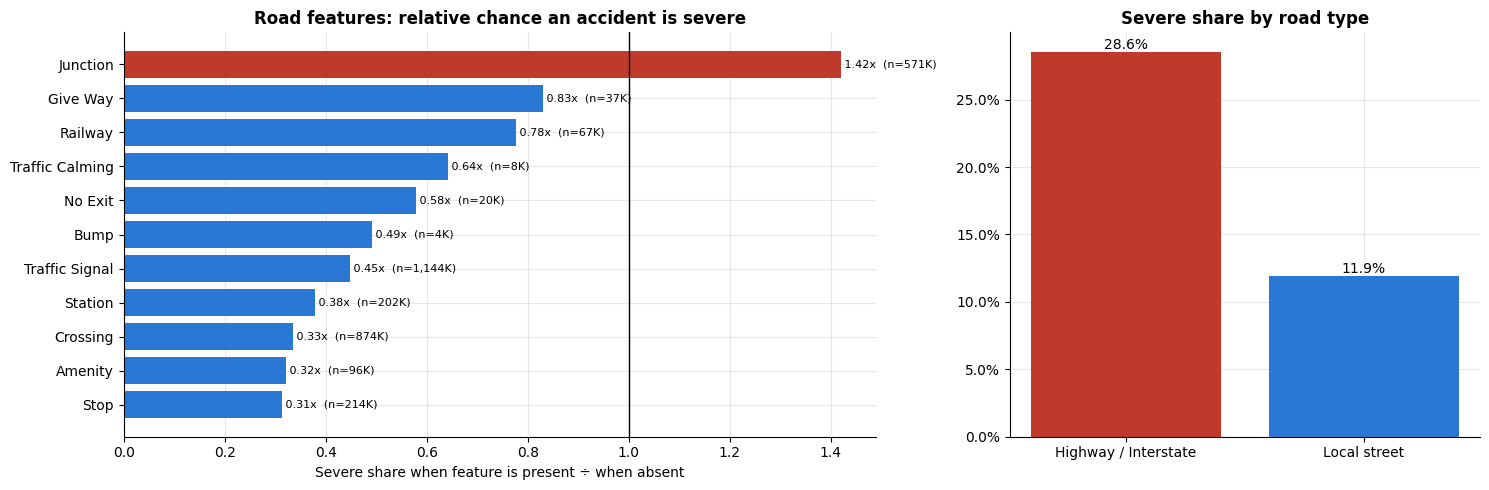 Road features: relative chance an accident is severe
Junction
1.42x (n=571K)
Give Way
0.83x (n=37K)
Railway
0.78x (n=67K)
Traffic Calming
0.64x (n=8K)
No Exit
0.58x (n=20K)
Bump
0.49x (n=4K)
Traffic Signal
0.45x (n=1,144K)
Station
0.38x (n=202K)
Crossing
0.33x (n=874K)
Amenity
0.32x (n=96K)
Stop
0.31x (n=214K)
0.0 0.2 0.4 0.6 0.8 1.0 1.2 1.4
Severe share when feature is present ÷ when absent
Severe share by road type
28.6%
11.9%
25.0%
20.0%
15.0%
10.0%
5.0%
0.0%
Highway / Interstate
Local street